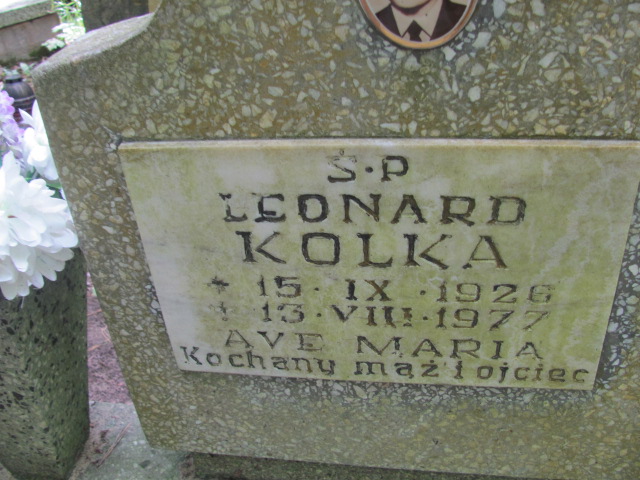 Ś·P
LEONARD
KOLKA
* 15 · IX · 1926
† 13 · VIII · 1977
AVE MARIA
Kochany mąż i ojciec